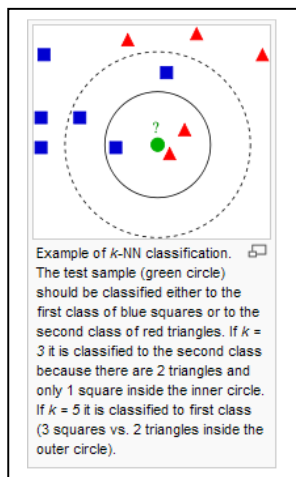 ?
Example of k-NN classification.
The test sample (green circle)
should be classified either to the
first class of blue squares or to the
second class of red triangles. If k =
3 it is classified to the second class
because there are 2 triangles and
only 1 square inside the inner circle.
If k = 5 it is classified to first class
(3 squares vs. 2 triangles inside the
outer circle).